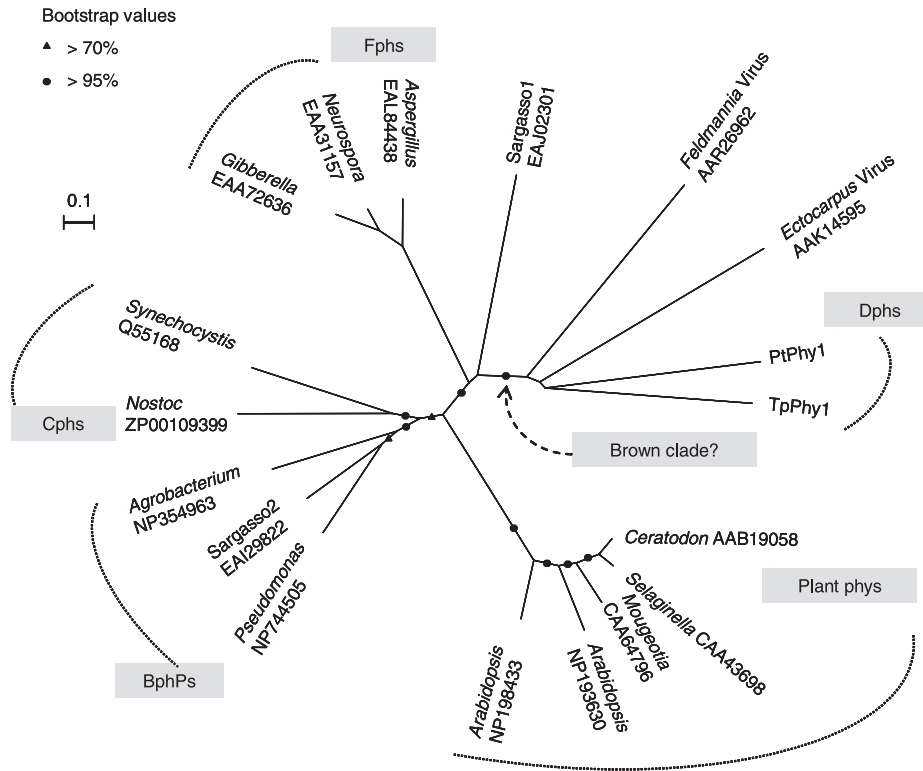 Bootstrap values
> 70%
> 95%
Fphs
Gibberella
EAA72636
Neurospora
EAA31157
Aspergillus
EAL84438
Sargasso1
EAJ02301
Feldmannia Virus
AAR26962
Ectocarpus Virus
AAK14595
0.1
Dphs
PtPhy1
TpPhy1
Brown clade?
Synechocystis
Q55168
Nostoc
ZP00109399
Cphs
Agrobacterium
NP354963
Sargasso2
EAI29822
Pseudomonas
NP744505
BphPs
Ceratodon AAB19058
Selaginella CAA43698
Mougeotia
CAA64796
Arabidopsis
NP193630
Arabidopsis
NP198433
Plant phys